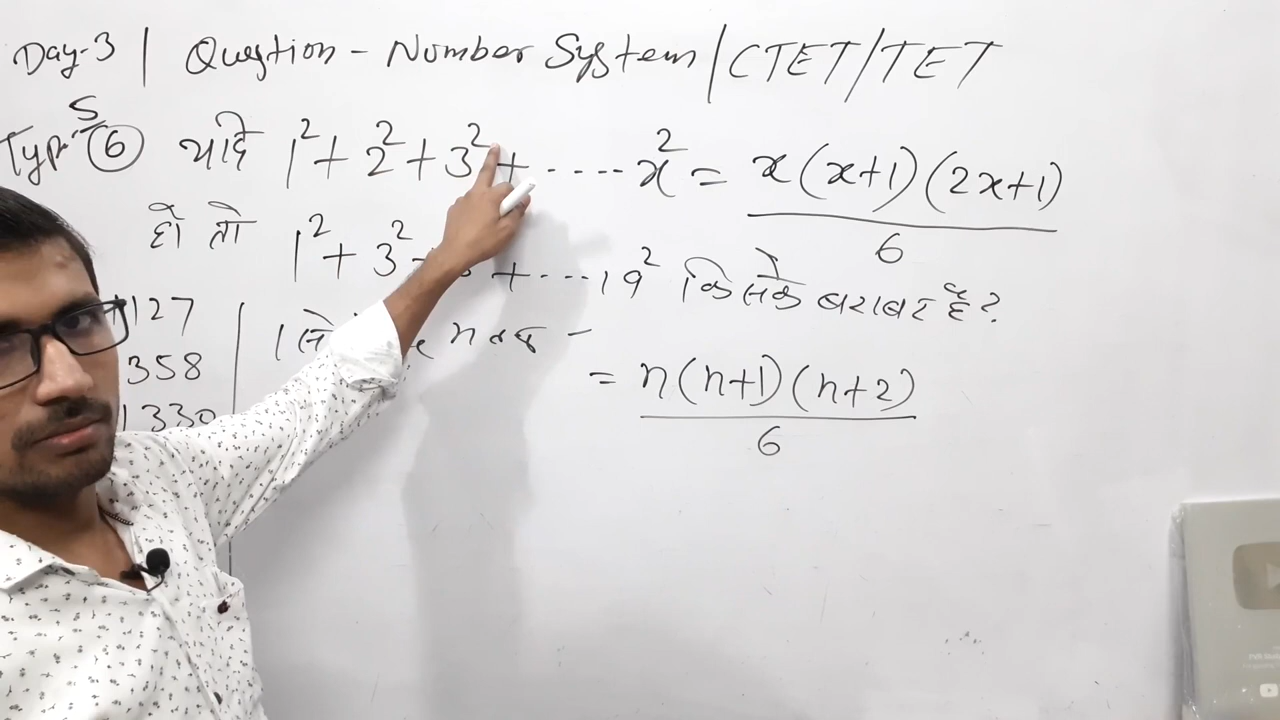 Day-3 | Question - Number System / CTET / TET
Type 5
6 यदि 1² + 2² + 3² + .... x² = x(x+1)(2x+1) / 6
हो तो
1² + 3² + ... 19² किसके बराबर है?
127
358
1330
= n(n+1)(n+2) / 6